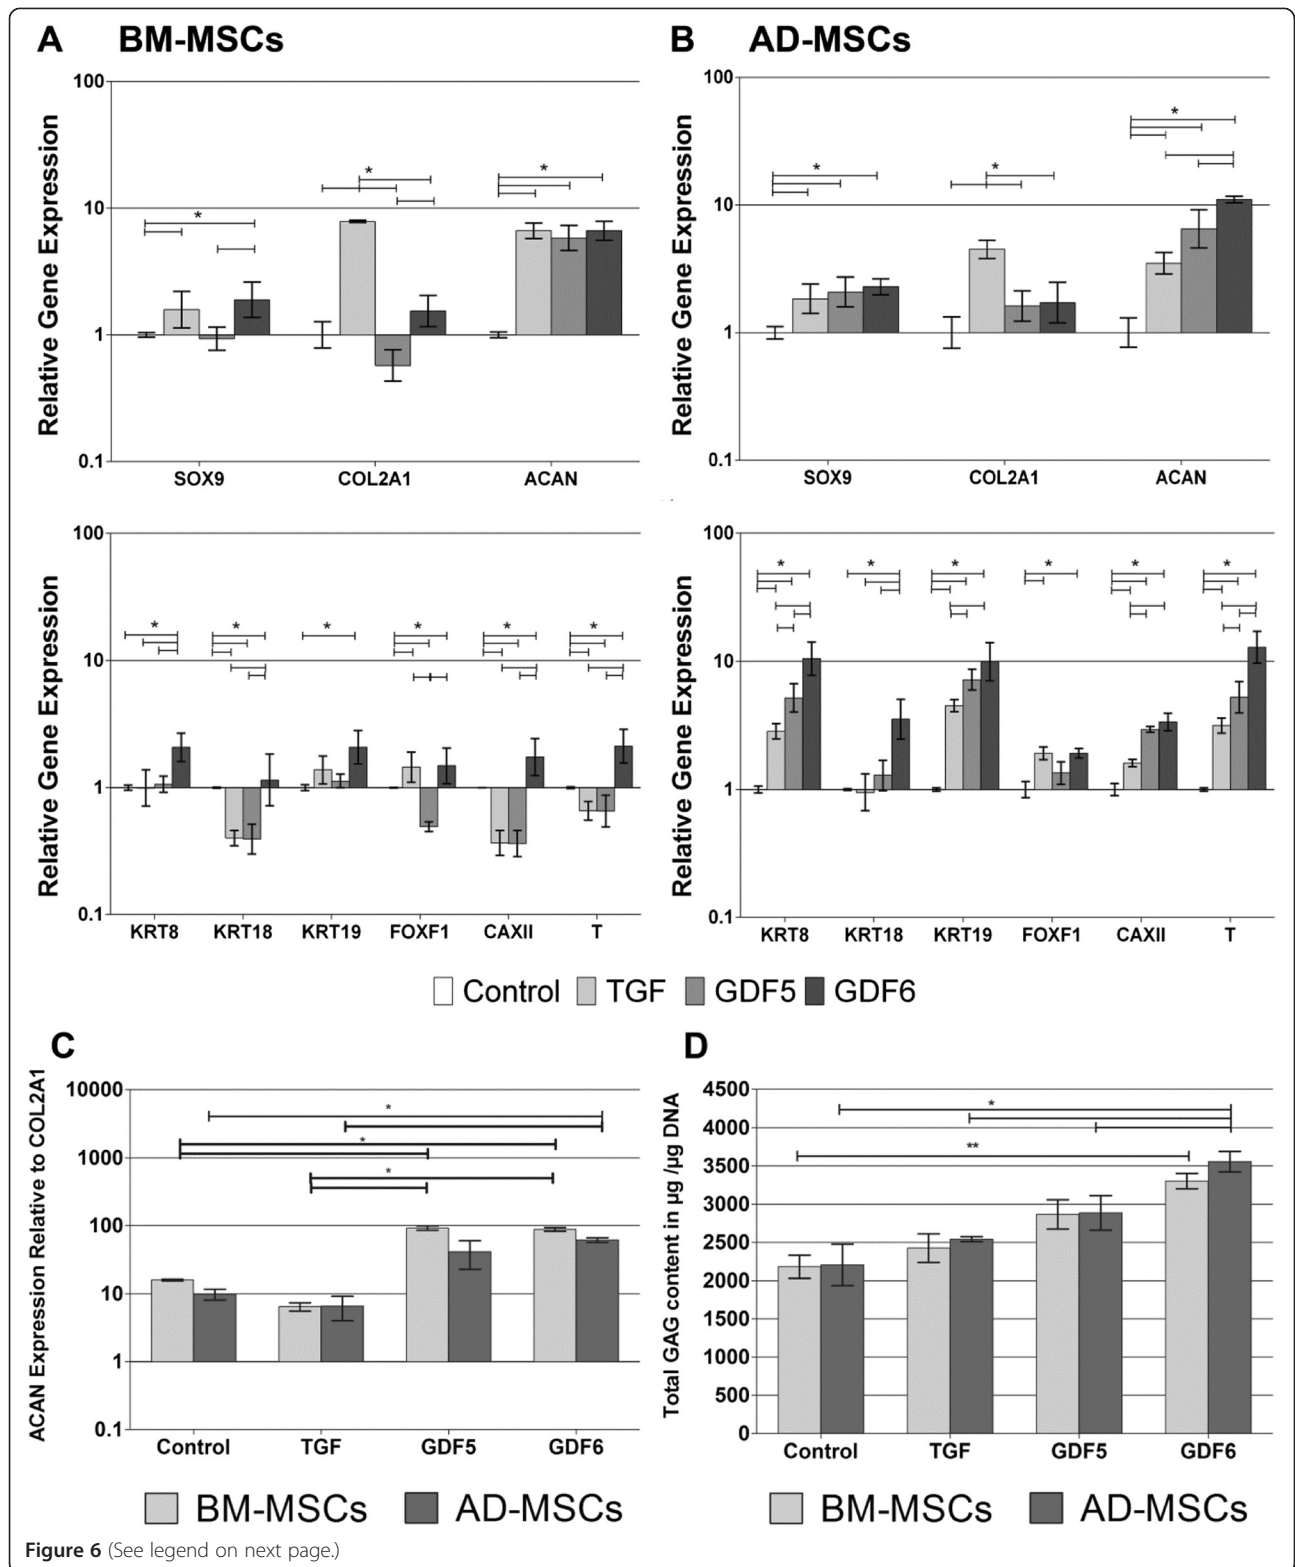 A BM-MSCs
100
10
1
0.1
Relative Gene Expression
* * *
SOX9 COL2A1 ACAN
B AD-MSCs
100
10
1
0.1
Relative Gene Expression
* * *
SOX9 COL2A1 ACAN
100
10
1
0.1
Relative Gene Expression
* * * * * *
KRT8 KRT18 KRT19 FOXF1 CAXII T
100
10
1
0.1
Relative Gene Expression
* * * * * *
KRT8 KRT18 KRT19 FOXF1 CAXII T
Control TGF GDF5 GDF6
C
ACAN Expression Relative to COL2A1
10000
1000
100
10
1
0.1
*
*
*
Control TGF GDF5 GDF6
BM-MSCs AD-MSCs
D
Total GAG content in µg /µg DNA
4500
4000
3500
3000
2500
2000
1500
1000
500
0
*
**
Control TGF GDF5 GDF6
BM-MSCs AD-MSCs
Figure 6 (See legend on next page.)